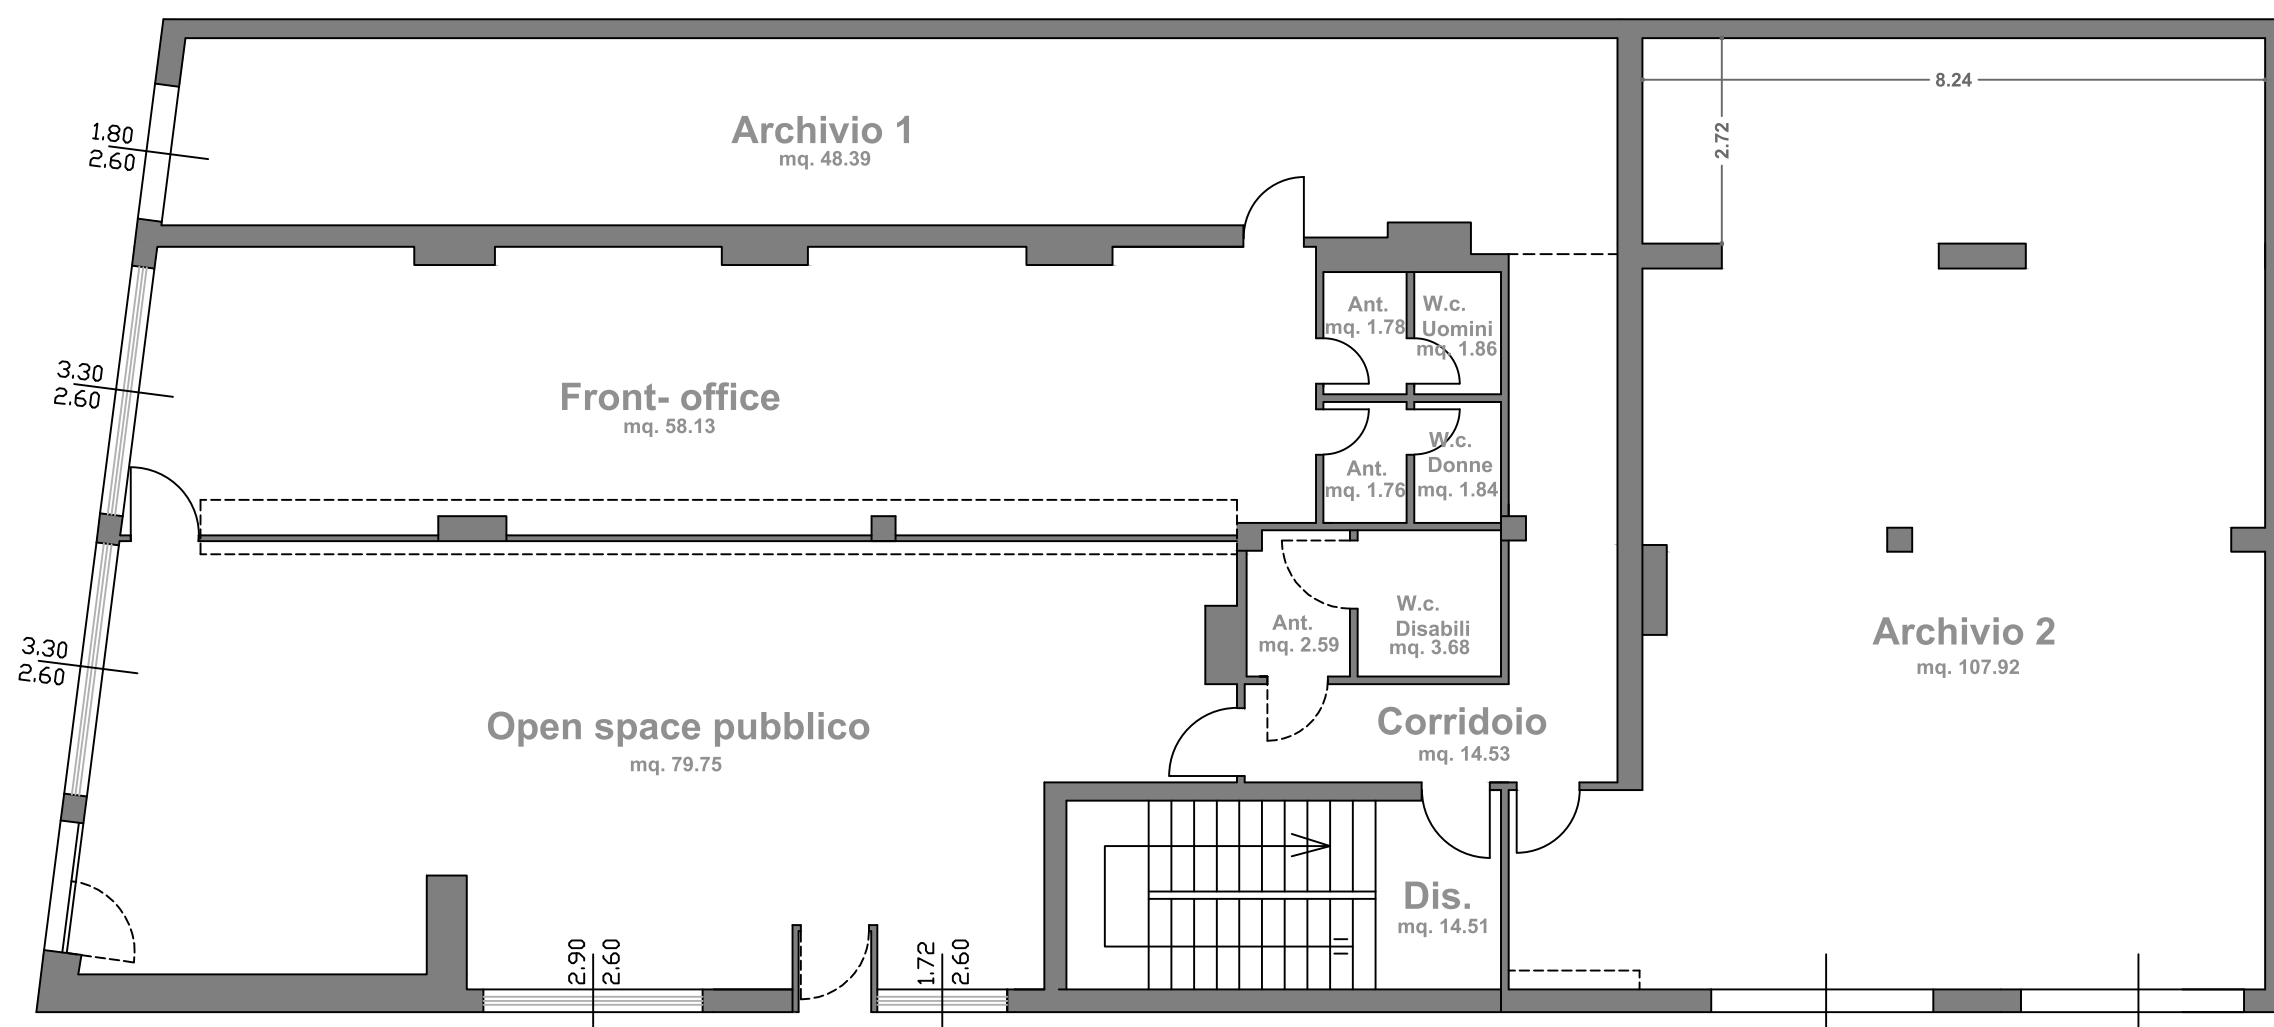 8.24
2.72
Archivio 1
mq. 48.39
1.80
2.60
Ant.
mq. 1.78
W.c.
Uomini
mq. 1.86
3.30
2.60
Front- office
mq. 58.13
W.c.
Donne
mq. 1.84
Ant.
mq. 1.76
W.c.
Disabili
mq. 3.68
Ant.
mq. 2.59
Archivio 2
mq. 107.92
3.30
2.60
Open space pubblico
mq. 79.75
Corridoio
mq. 14.53
Dis.
mq. 14.51
2.90
2.60
1.72
2.60